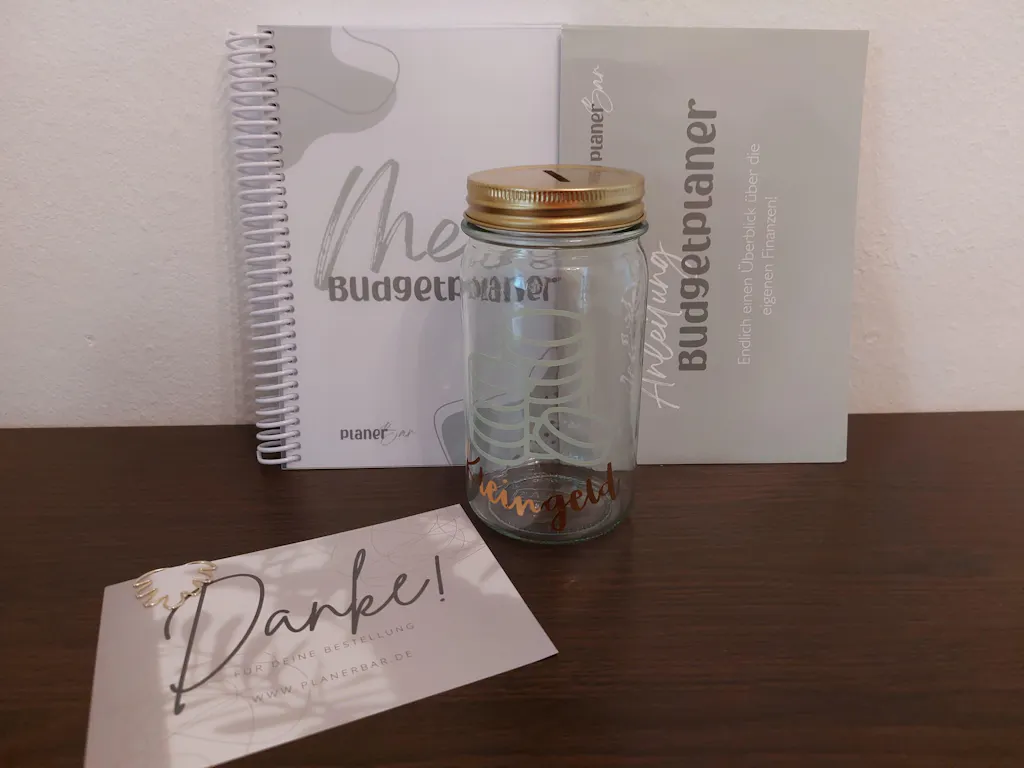 Mein
Budgetplaner
planerBar
planerBar
Anleitung
Budgetplaner
Endlich einen Überblick über die
eigenen Finanzen!
Danke!
FÜR DEINE BESTELLUNG
WWW.PLANERBAR.DE